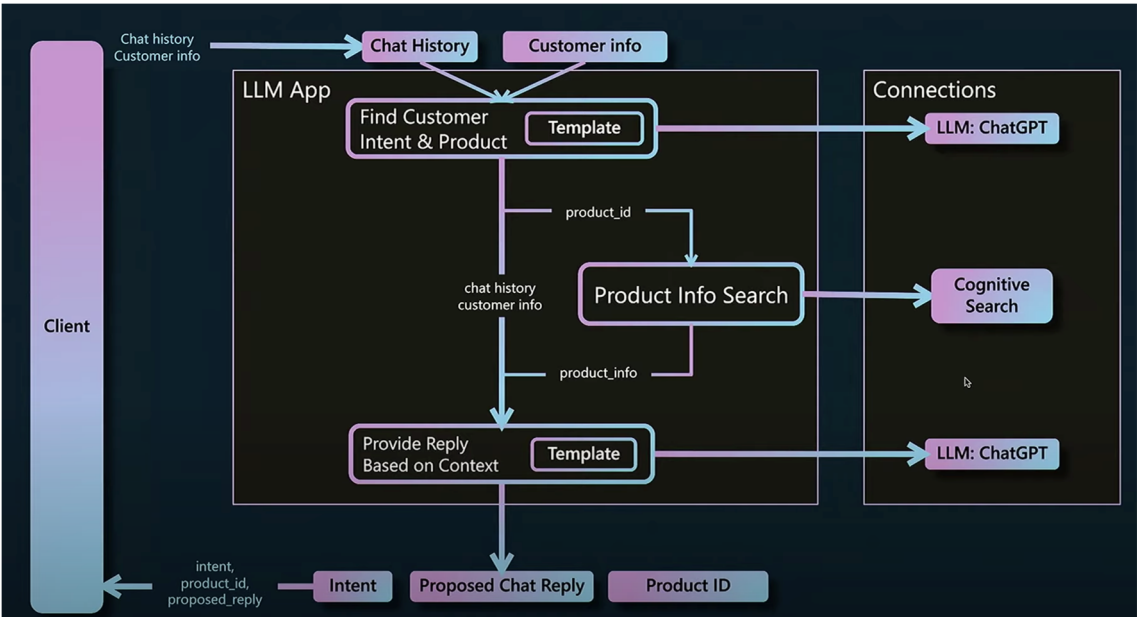 Chat history
Customer info
Chat History
Customer info
LLM App
Connections
Find Customer
Intent & Product
Template
LLM: ChatGPT
product_id
chat history
customer info
Product Info Search
Cognitive
Search
Client
product_info
Provide Reply
Based on Context
Template
LLM: ChatGPT
intent,
product_id,
proposed_reply
Intent
Proposed Chat Reply
Product ID